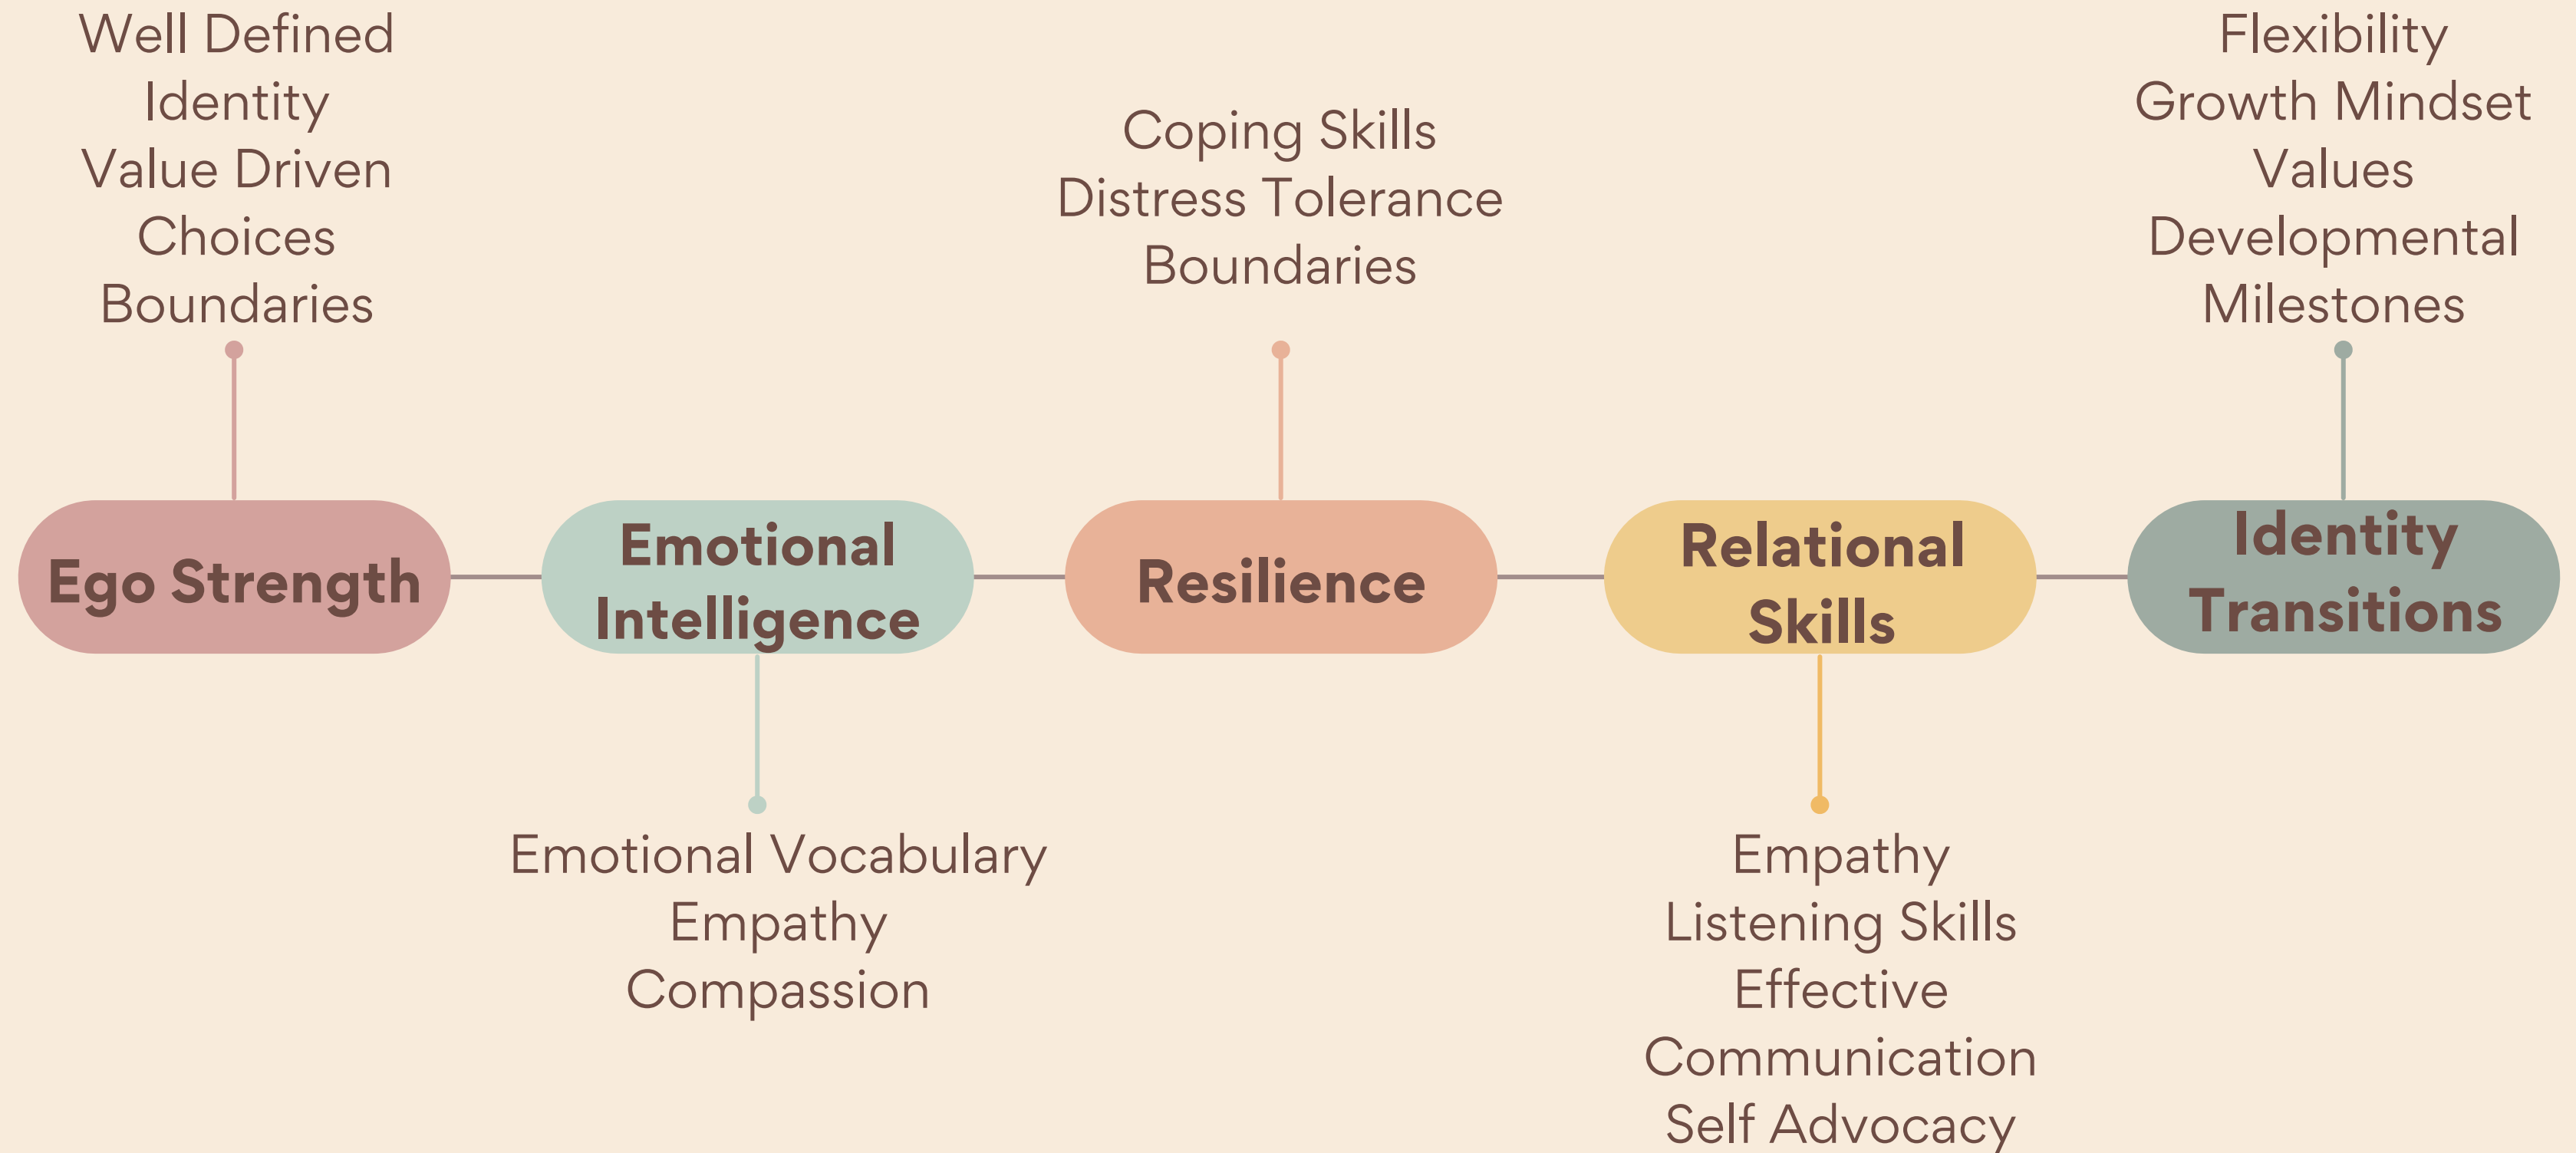 Well Defined
Identity
Value Driven
Choices
Boundaries
Ego Strength
Emotional
Intelligence
Emotional Vocabulary
Empathy
Compassion
Coping Skills
Distress Tolerance
Boundaries
Resilience
Relational
Skills
Empathy
Listening Skills
Effective
Communication
Self Advocacy
Flexibility
Growth Mindset
Values
Developmental
Milestones
Identity
Transitions